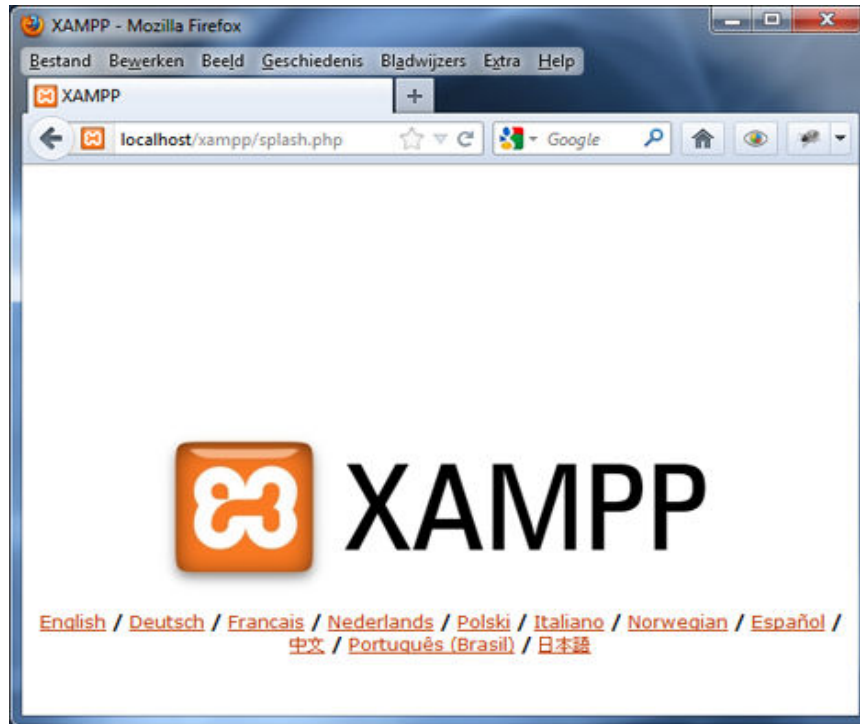 XAMPP - Mozilla Firefox
Bestand Bewerken Beeld Geschiedenis Bladwijzers Extra Help
XAMPP
localhost/xampp/splash.php Google
XAMPP
English / Deutsch / Francais / Nederlands / Polski / Italiano / Norwegian / Español /
中文 / Português (Brasil) / 日本語